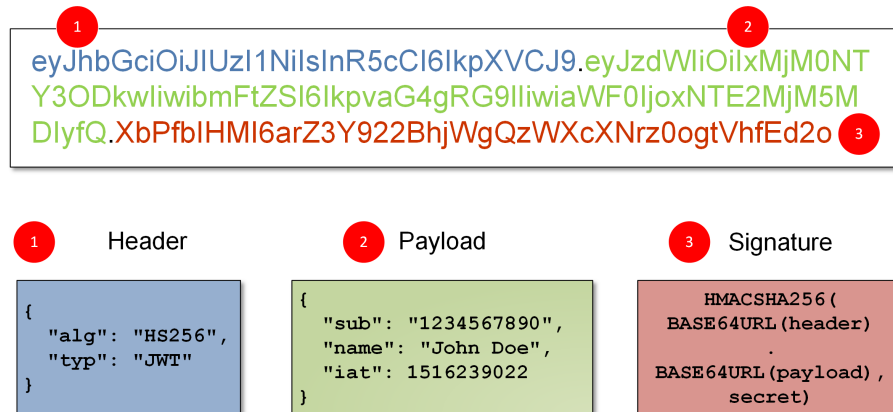 1
2
eyJhbGciOiJIUzI1NiIsInR5cCI6IkpXVCJ9.eyJzdWIiOiIxMjM0NT
Y3ODkwIiwibmFtZSI6IkpvaG4gRG9lIiwiaWF0IjoxNTE2MjM5M
DIyfQ.XbPfbIHMI6arZ3Y922BhjWgQzWXcXNrz0ogtVhfEd2o
3
1 Header
{
"alg": "HS256",
"typ": "JWT"
}
2 Payload
{
"sub": "1234567890",
"name": "John Doe",
"iat": 1516239022
}
3 Signature
HMACSHA256(
BASE64URL(header)
.
BASE64URL(payload),
secret)